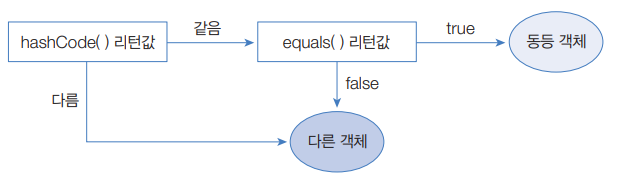 hashCode( ) 리턴값
같음
equals( ) 리턴값
true
동등 객체
false
다름
다른 객체